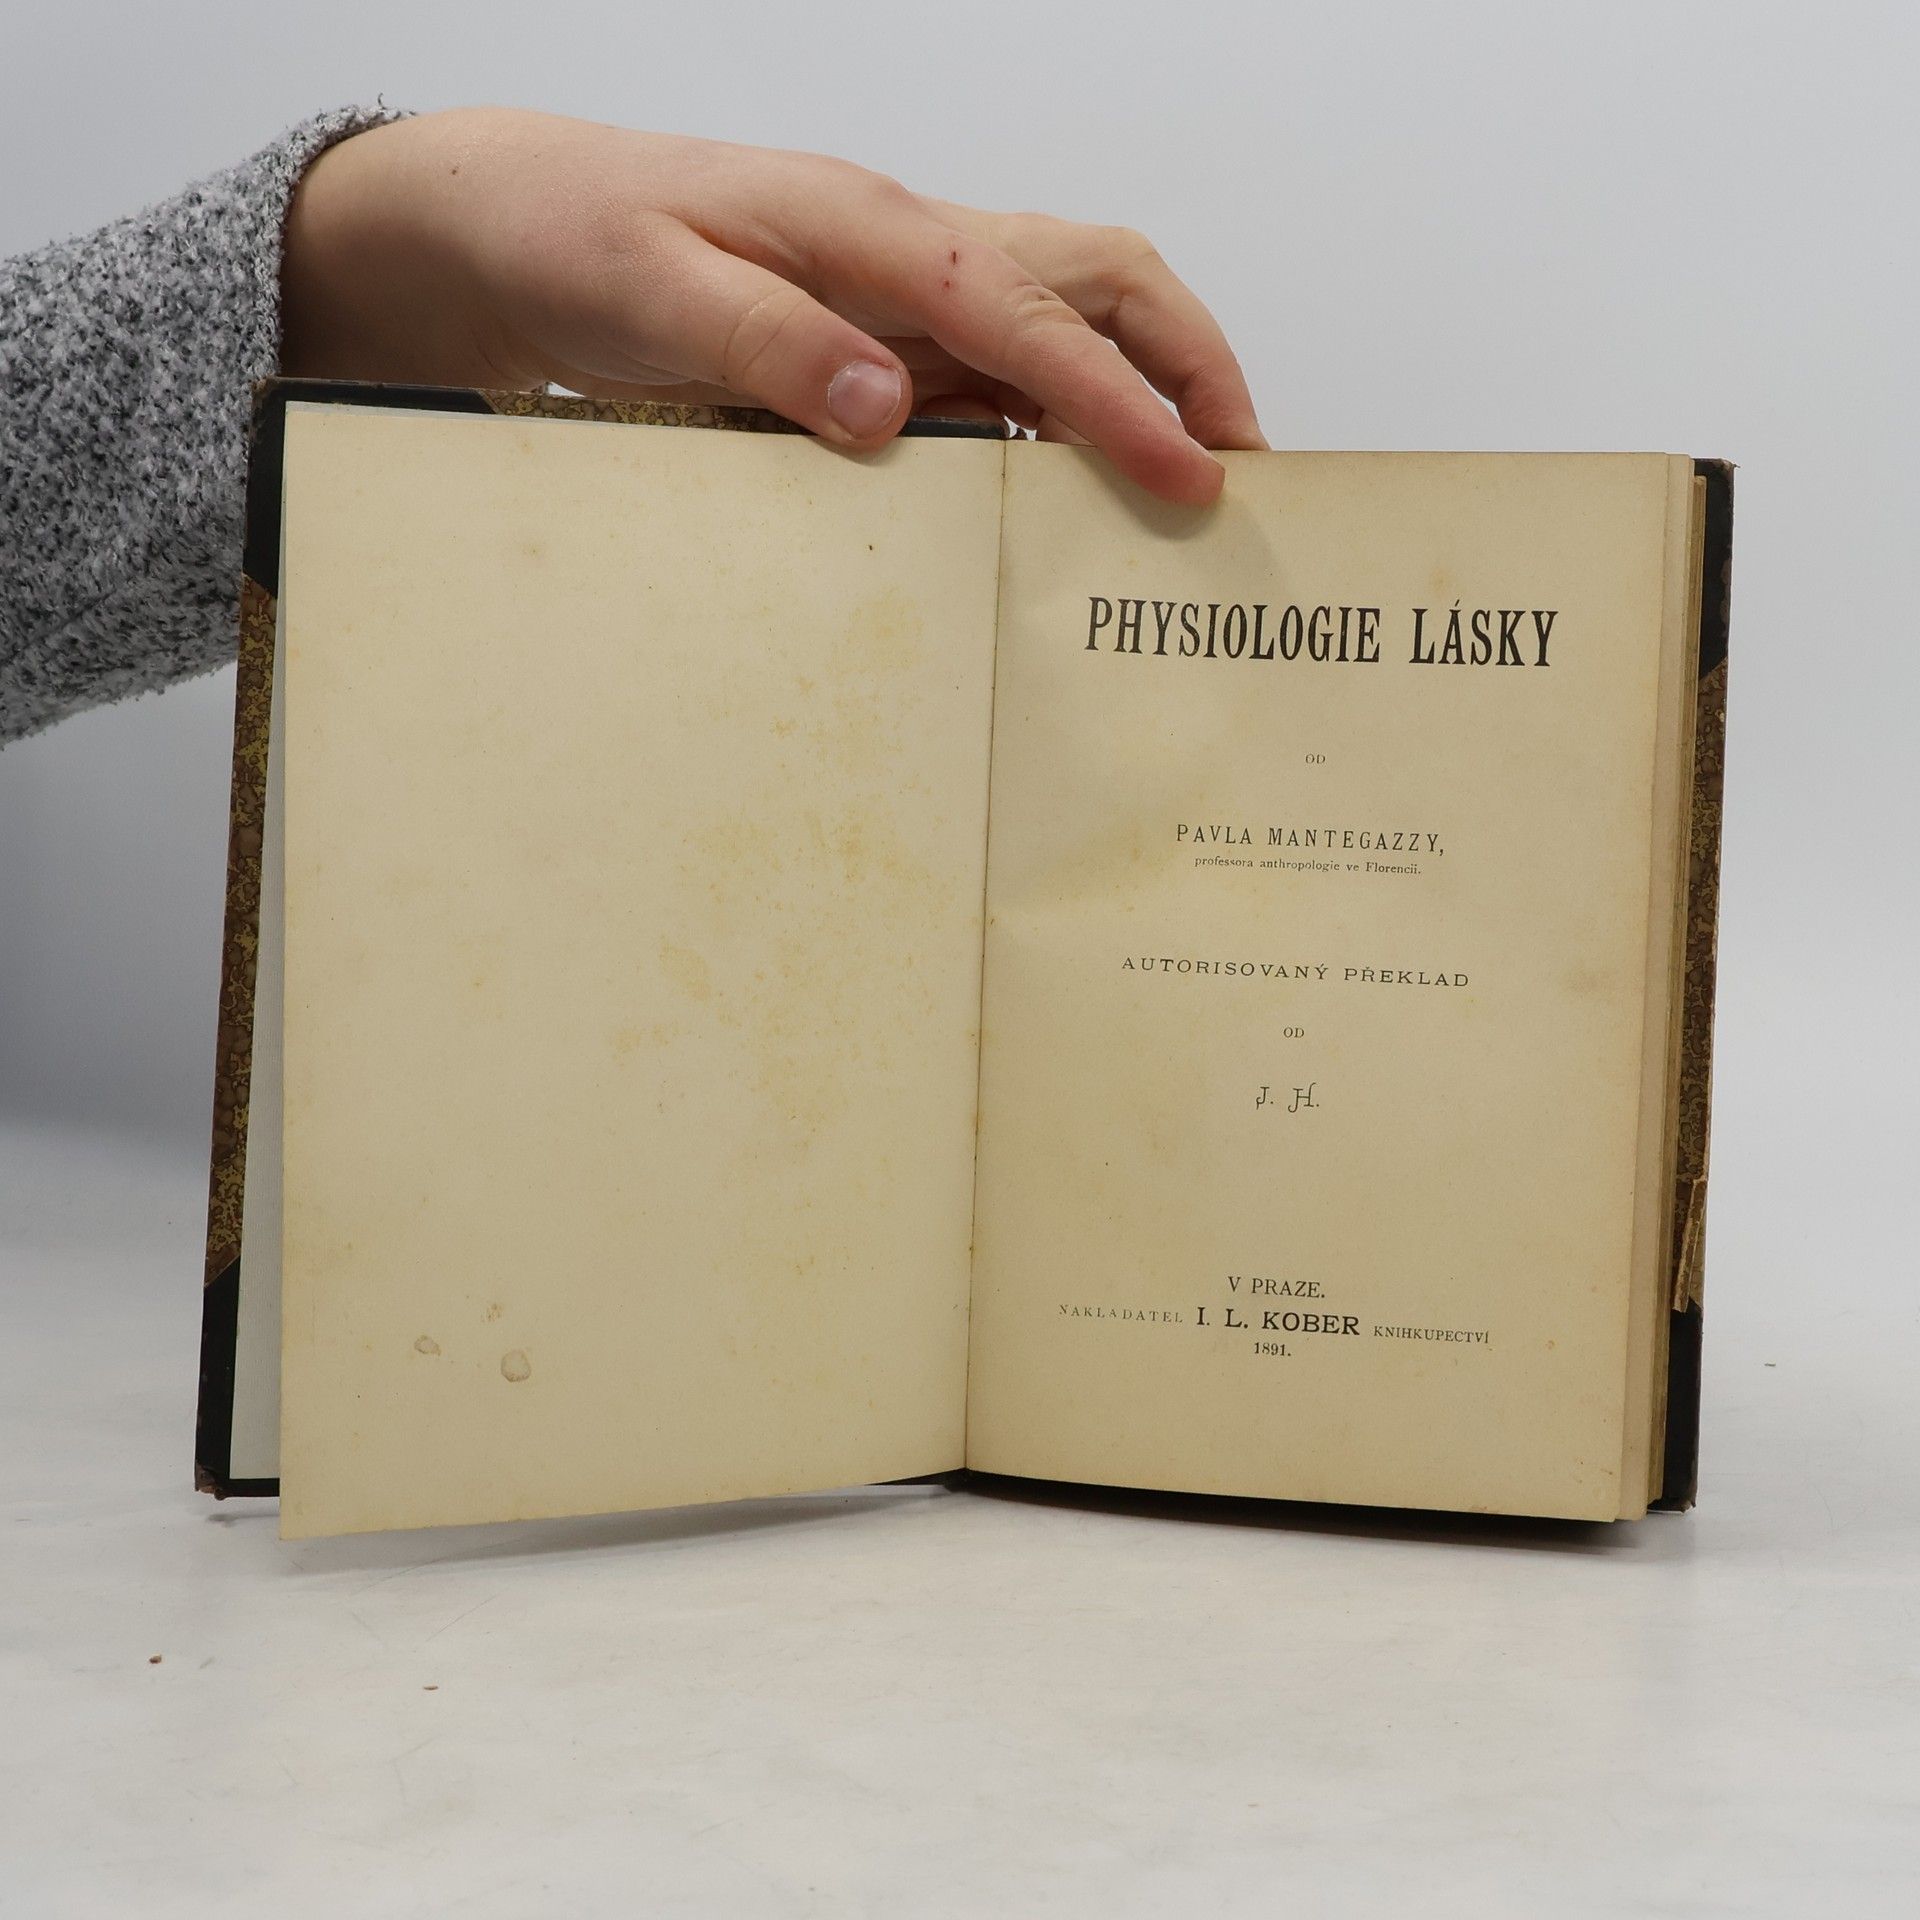 PHYSIOLOGIE LÁSKY
OD
PAVLA MANTEGAZZY,
professora anthropologie ve Florencii.
AUTORISOVANÝ PŘEKLAD
OD
J. H.
V PRAZE.
NAKLADATEL I. L. KOBER KNIHKUPECTVÍ
1891.